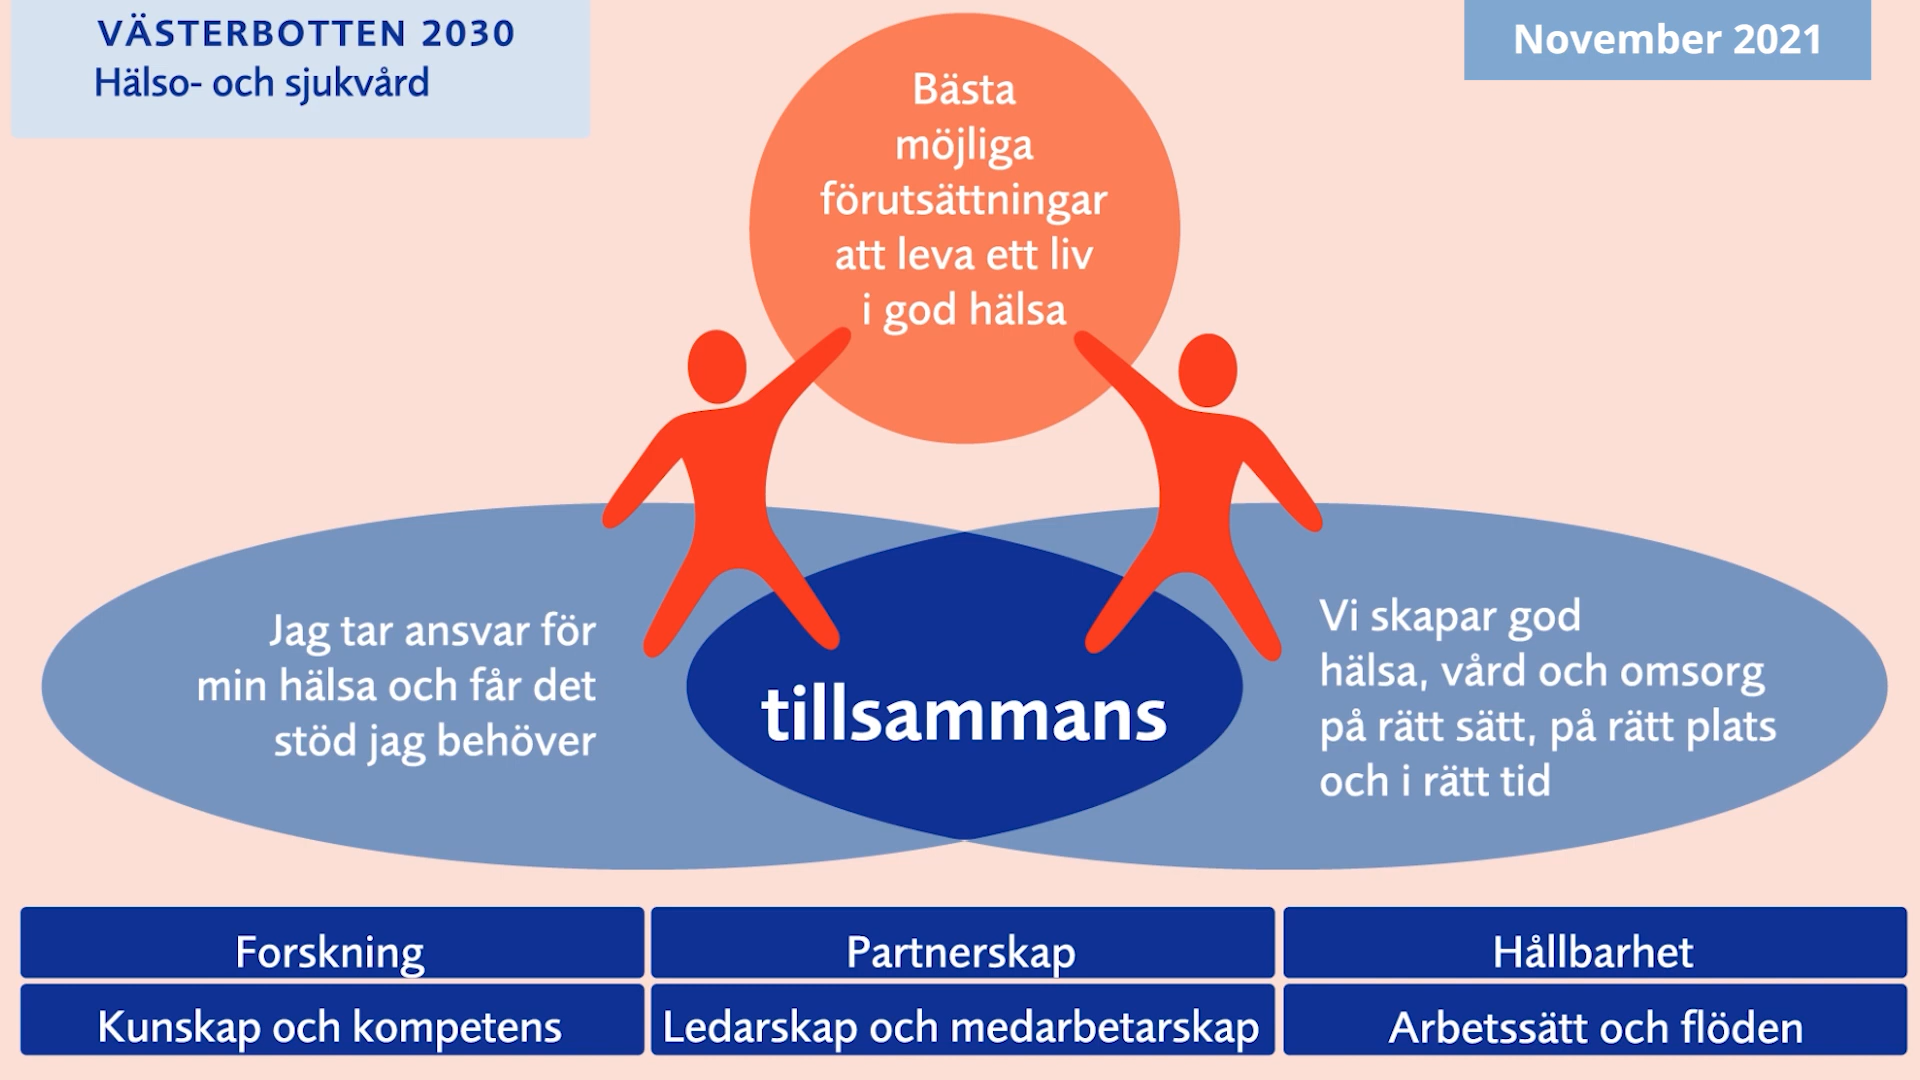 VÄSTERBOTTEN 2030
Hälso- och sjukvård
November 2021
Bästa
möjliga
förutsättningar
att leva ett liv
i god hälsa
Jag tar ansvar för
min hälsa och får det
stöd jag behöver
tillsammans
Vi skapar god
hälsa, vård och omsorg
på rätt sätt, på rätt plats
och i rätt tid
Forskning
Partnerskap
Hållbarhet
Kunskap och kompetens
Ledarskap och medarbetarskap
Arbetssätt och flöden